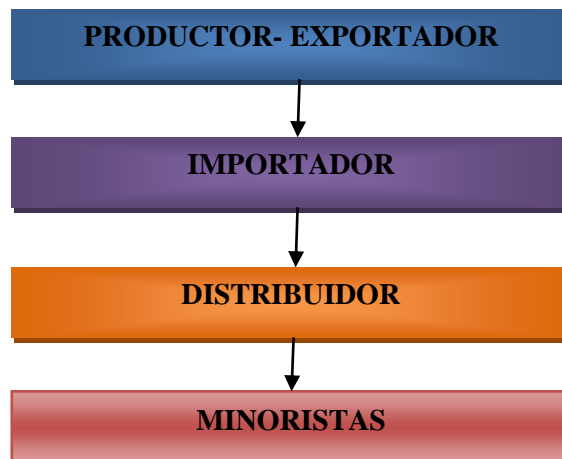 PRODUCTOR- EXPORTADOR
IMPORTADOR
DISTRIBUIDOR
MINORISTAS